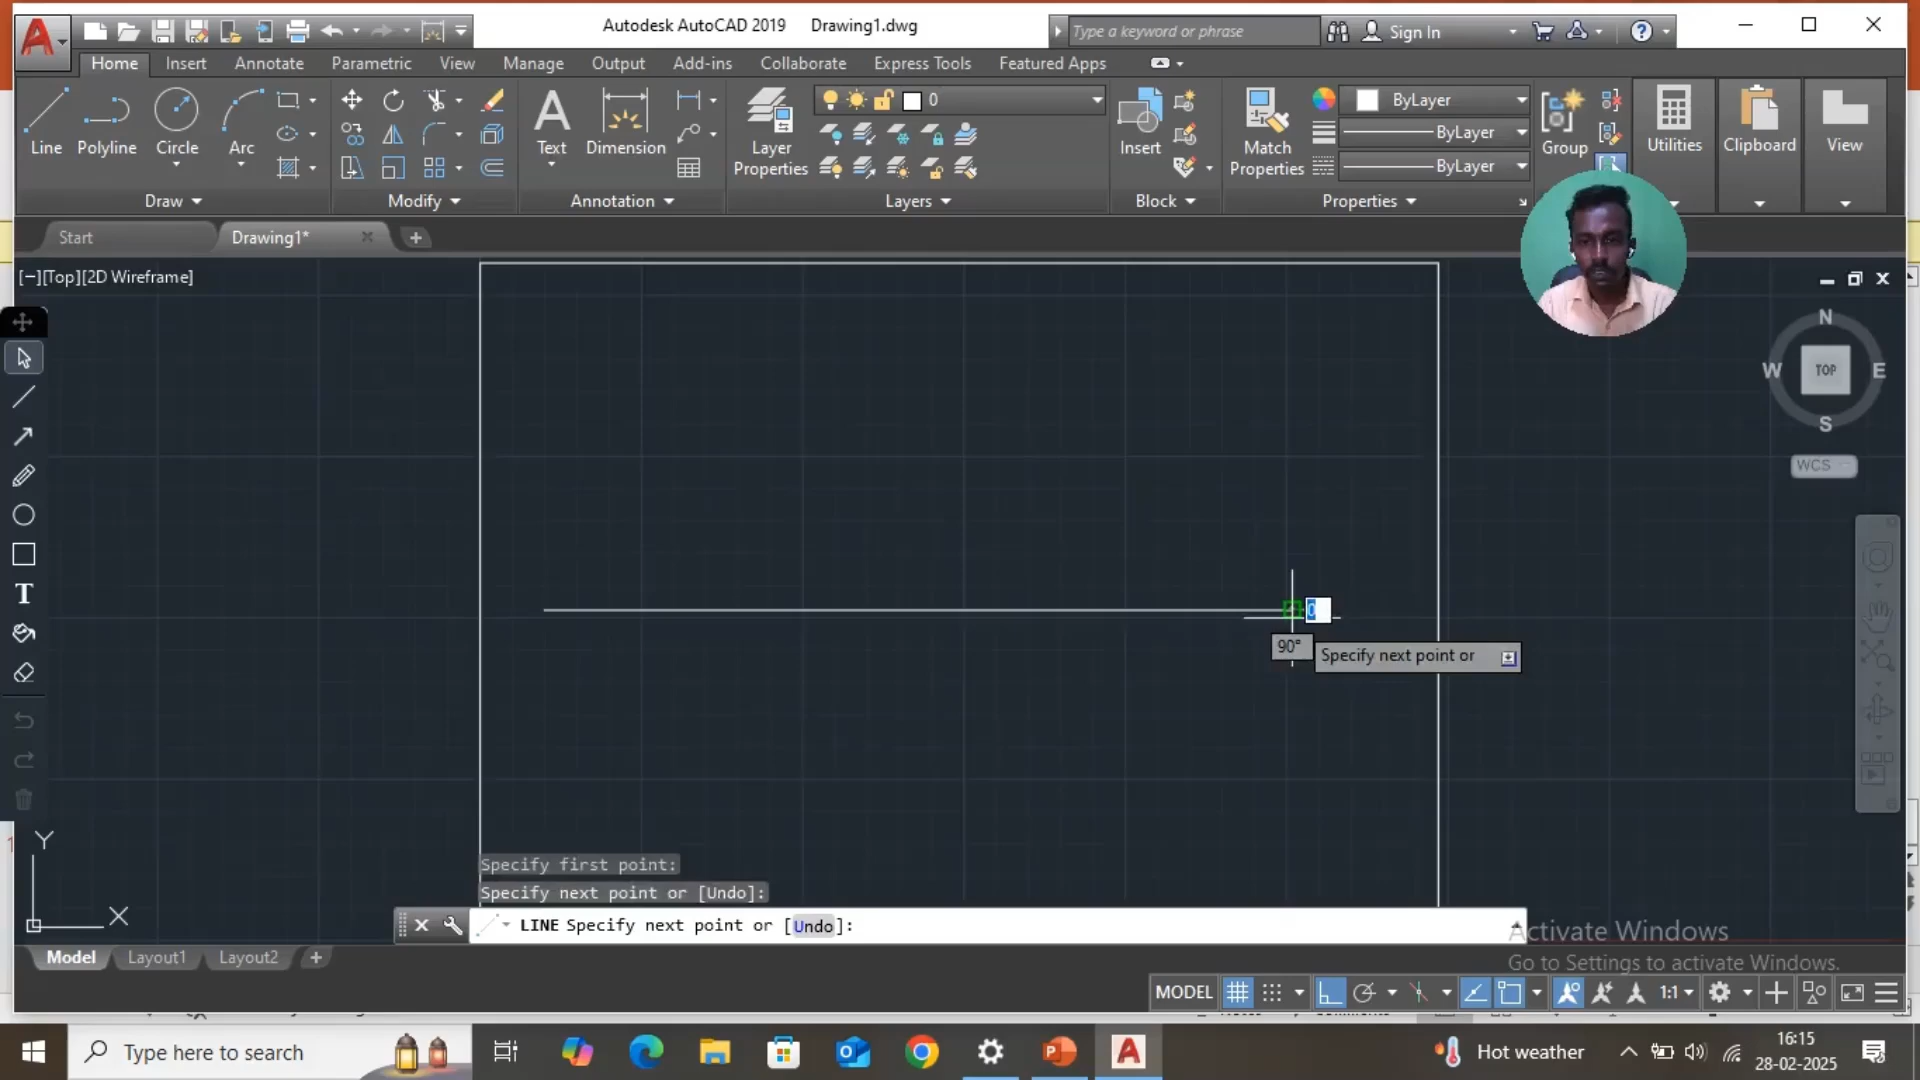 Autodesk AutoCAD 2019 Drawing1.dwg
Type a keyword or phrase
Sign In
Home Insert Annotate Parametric View Manage Output Add-ins Collaborate Express Tools Featured Apps
0
ByLayer
ByLayer
ByLayer
Line Polyline Circle Arc
Text Dimension
Layer Properties
Insert
Match Properties
Group
Utilities
Clipboard
View
Draw Modify Annotation Layers Block Properties
Start Drawing1*
[−][Top][2D Wireframe]
N
W TOP E
S
WCS
T
0
90°
Specify next point or
Y
X
Specify first point:
Specify next point or [Undo]:
LINE Specify next point or [Undo]:
Activate Windows
Go to Settings to activate Windows.
Model Layout1 Layout2
MODEL 1:1
Type here to search
Hot weather
16:15
28-02-2025